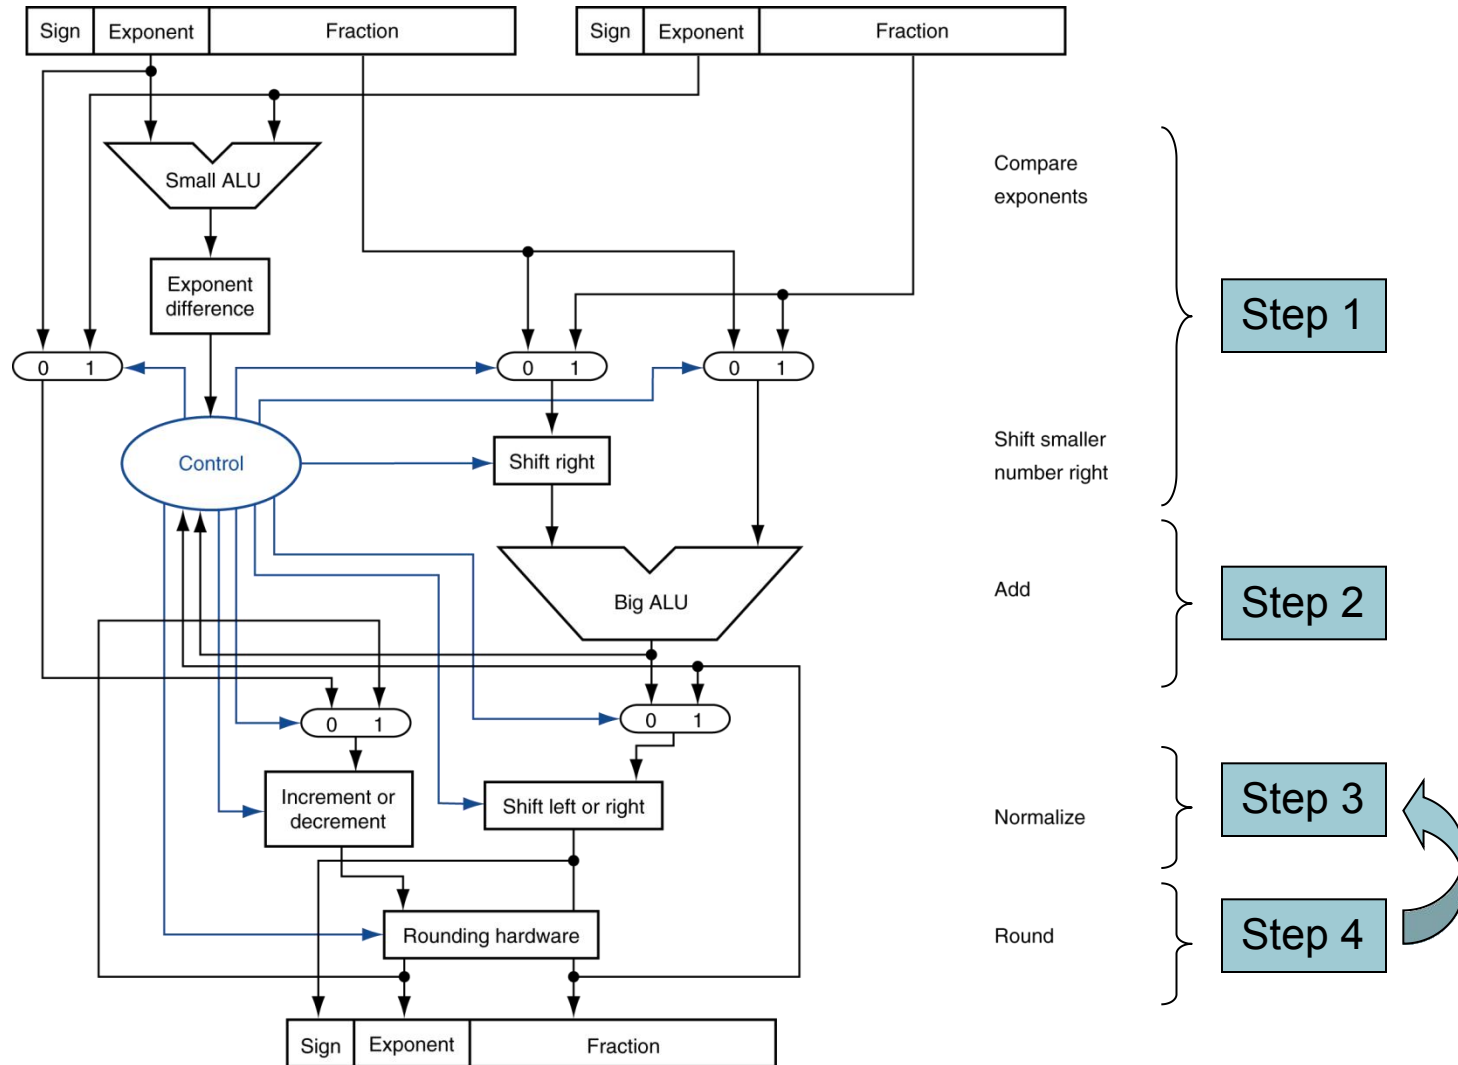 Sign Exponent Fraction Sign Exponent Fraction
Small ALU
Compare
exponents
Exponent
difference
Step 1
0 1 0 1 0 1
Control
Shift right
Shift smaller
number right
Big ALU
Add
Step 2
0 1 0 1
Increment or
decrement
Shift left or right
Normalize
Step 3
Rounding hardware
Round
Step 4
Sign Exponent Fraction